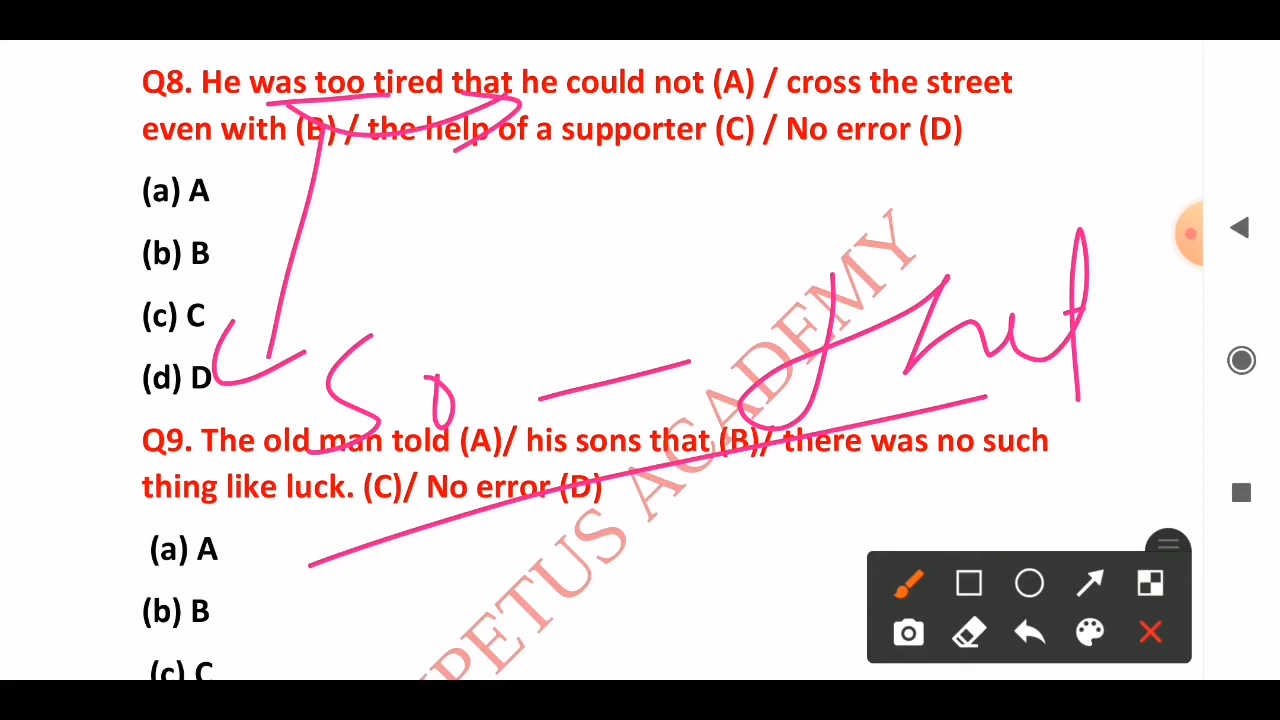 Q8. He was too tired that he could not (A) / cross the street
even with (B) / the help of a supporter (C) / No error (D)
(a) A
(b) B
(c) C
(d) D
So — that
Q9. The old man told (A)/ his sons that (B)/ there was no such
thing like luck. (C)/ No error (D)
(a) A
(b) B
(c) C
PETUS ACADEMY